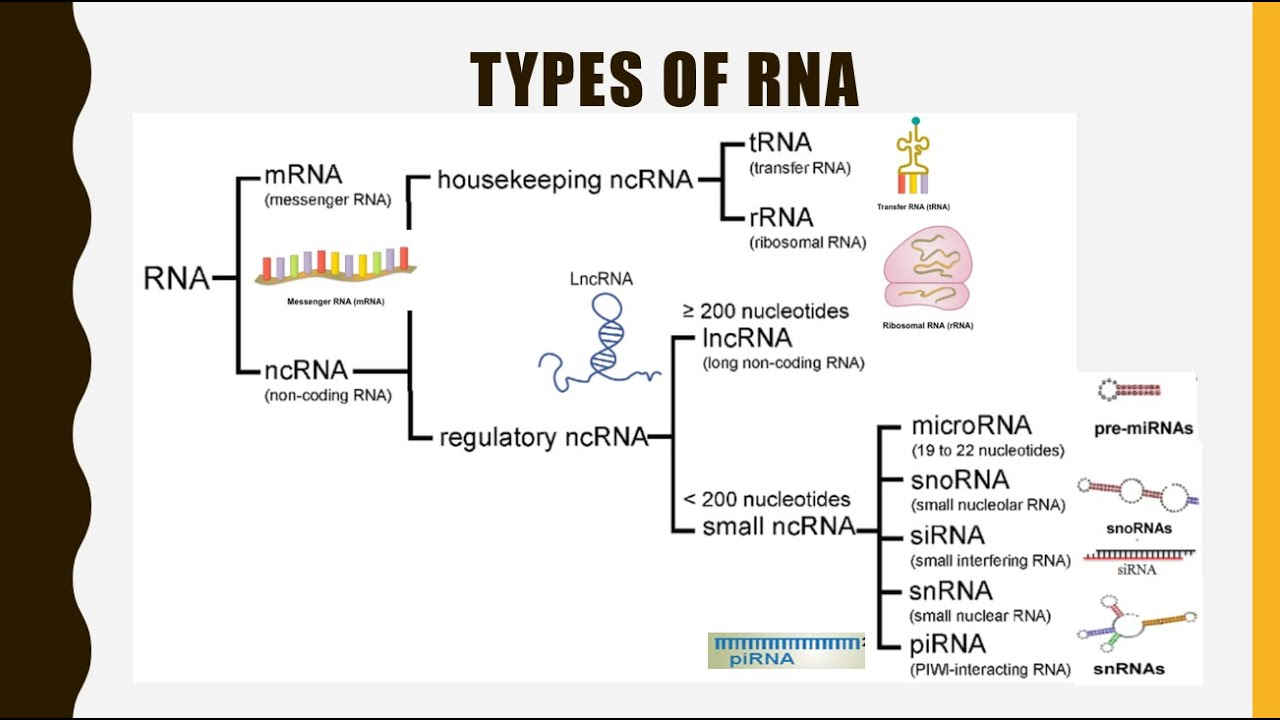 TYPES OF RNA
RNA
mRNA
(messenger RNA)
Messenger RNA (mRNA)
ncRNA
(non-coding RNA)
housekeeping ncRNA
tRNA
(transfer RNA)
Transfer RNA (tRNA)
rRNA
(ribosomal RNA)
Ribosomal RNA (rRNA)
regulatory ncRNA
LncRNA
≥ 200 nucleotides
lncRNA
(long non-coding RNA)
< 200 nucleotides
small ncRNA
microRNA
(19 to 22 nucleotides)
pre-miRNAs
snoRNA
(small nucleolar RNA)
snoRNAs
siRNA
(small interfering RNA)
siRNA
snRNA
(small nuclear RNA)
snRNAs
piRNA
(PIWI-interacting RNA)
piRNA